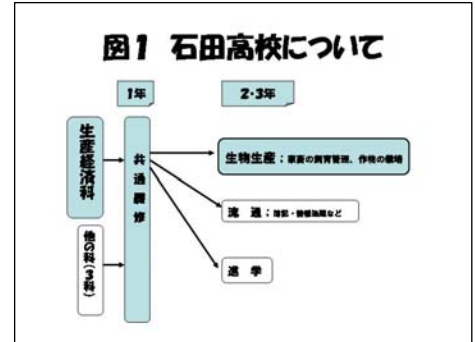 図1 石田高校について
1年
2・3年
生産経済科
共通履修
生物生産；家畜の飼育管理、作物の栽培
流通；簿記・情報処理など
他の科(3科)
進学